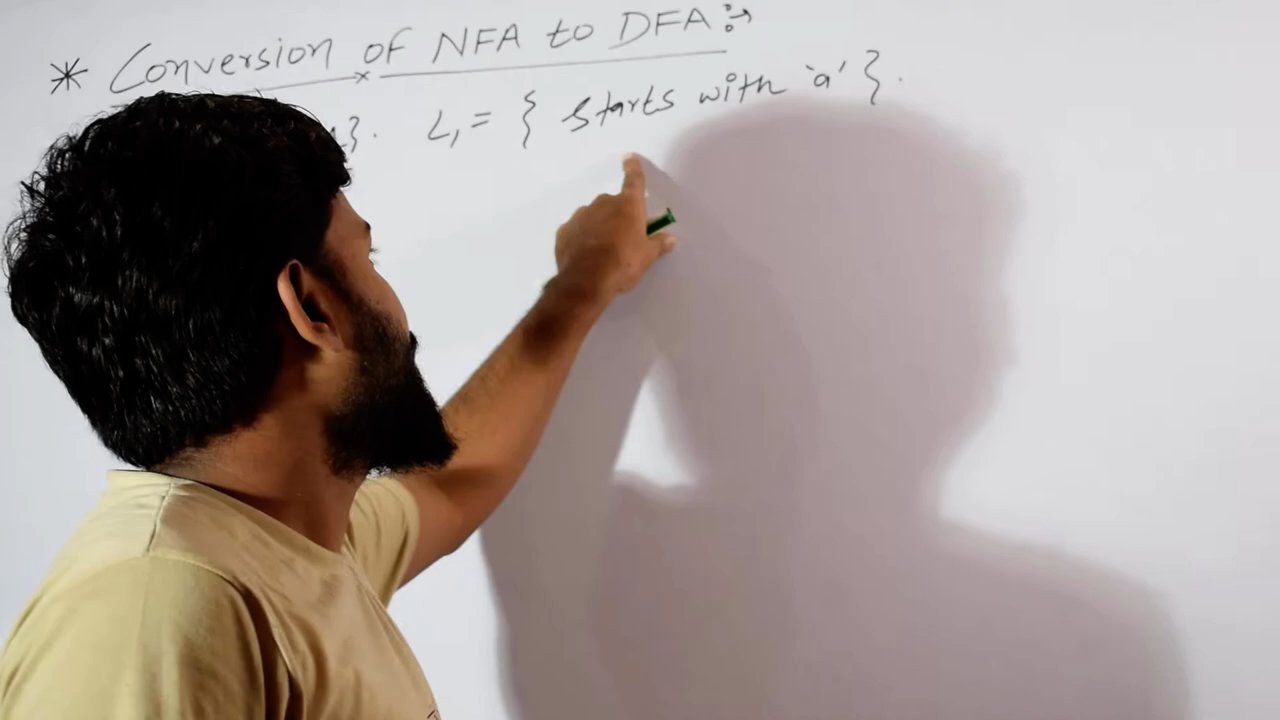 * Conversion of NFA to DFA :→
}. L₁ = { starts with 'a' }.